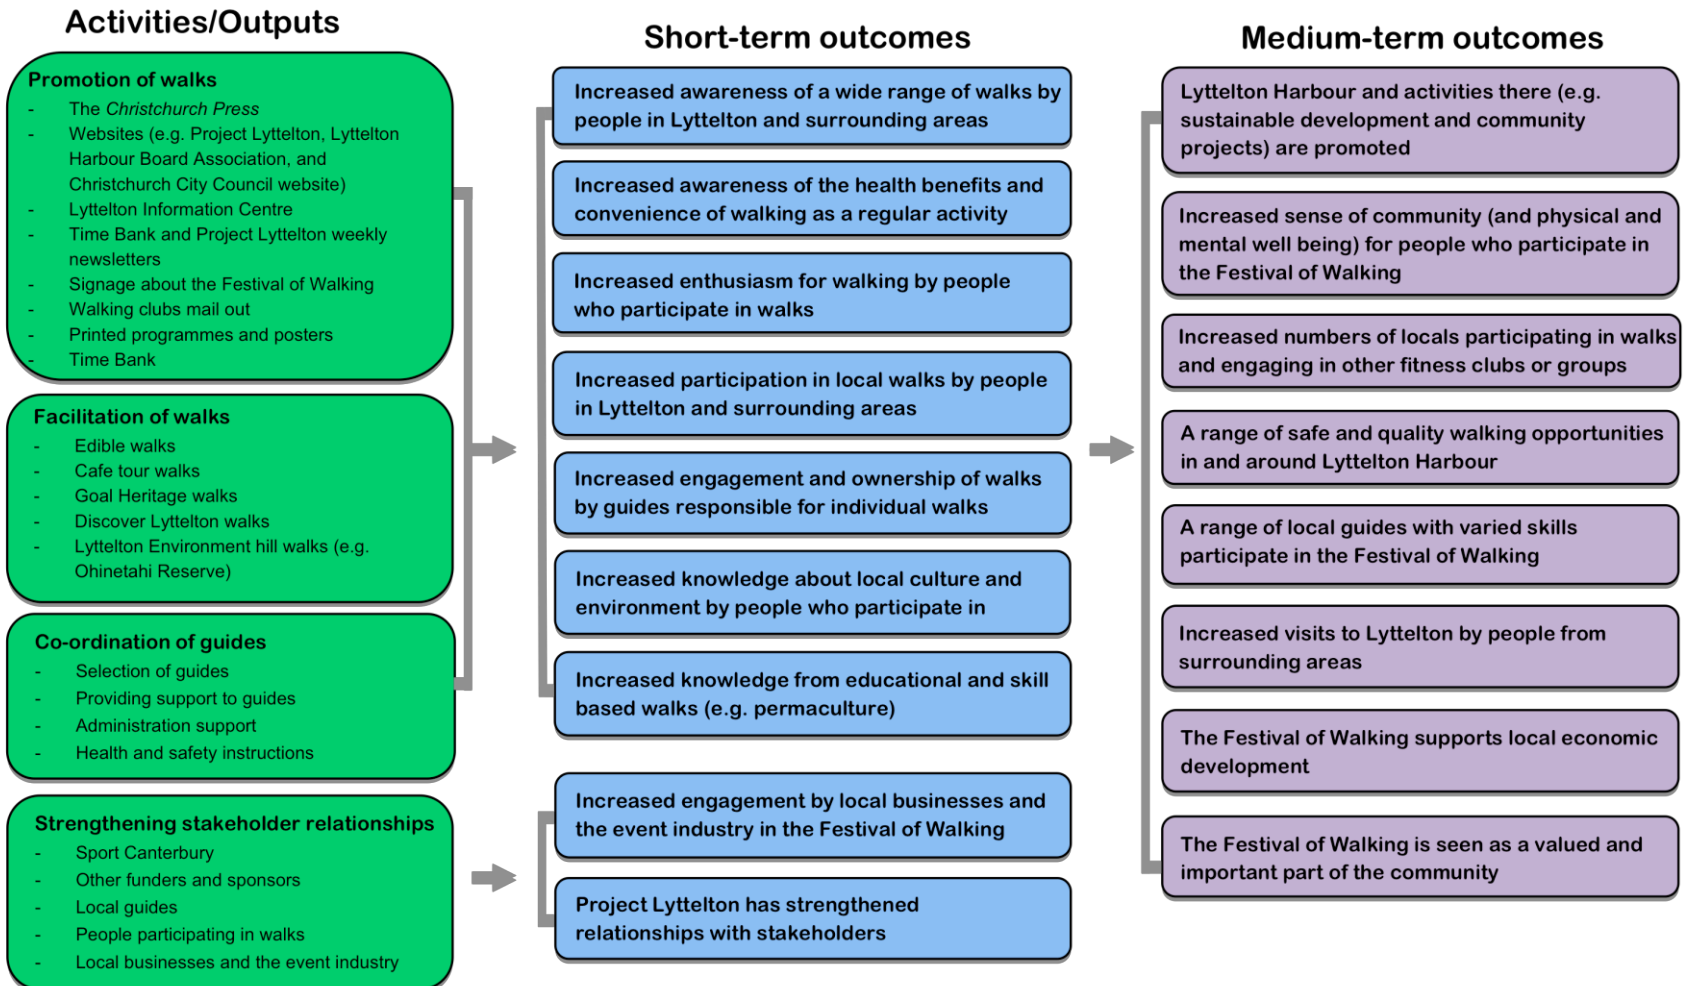 Activities/Outputs
Promotion of walks
- The Christchurch Press
- Websites (e.g. Project Lyttelton, Lyttelton
Harbour Board Association, and
Christchurch City Council website)
- Lyttelton Information Centre
- Time Bank and Project Lyttelton weekly
newsletters
- Signage about the Festival of Walking
- Walking clubs mail out
- Printed programmes and posters
- Time Bank
Facilitation of walks
- Edible walks
- Cafe tour walks
- Goal Heritage walks
- Discover Lyttelton walks
- Lyttelton Environment hill walks (e.g.
Ohinetahi Reserve)
Co-ordination of guides
- Selection of guides
- Providing support to guides
- Administration support
- Health and safety instructions
Strengthening stakeholder relationships
- Sport Canterbury
- Other funders and sponsors
- Local guides
- People participating in walks
- Local businesses and the event industry
Short-term outcomes
Increased awareness of a wide range of walks by
people in Lyttelton and surrounding areas
Increased awareness of the health benefits and
convenience of walking as a regular activity
Increased enthusiasm for walking by people
who participate in walks
Increased participation in local walks by people
in Lyttelton and surrounding areas
Increased engagement and ownership of walks
by guides responsible for individual walks
Increased knowledge about local culture and
environment by people who participate in
Increased knowledge from educational and skill
based walks (e.g. permaculture)
Increased engagement by local businesses and
the event industry in the Festival of Walking
Project Lyttelton has strengthened
relationships with stakeholders
Medium-term outcomes
Lyttelton Harbour and activities there (e.g.
sustainable development and community
projects) are promoted
Increased sense of community (and physical and
mental well being) for people who participate in
the Festival of Walking
Increased numbers of locals participating in walks
and engaging in other fitness clubs or groups
A range of safe and quality walking opportunities
in and around Lyttelton Harbour
A range of local guides with varied skills
participate in the Festival of Walking
Increased visits to Lyttelton by people from
surrounding areas
The Festival of Walking supports local economic
development
The Festival of Walking is seen as a valued and
important part of the community